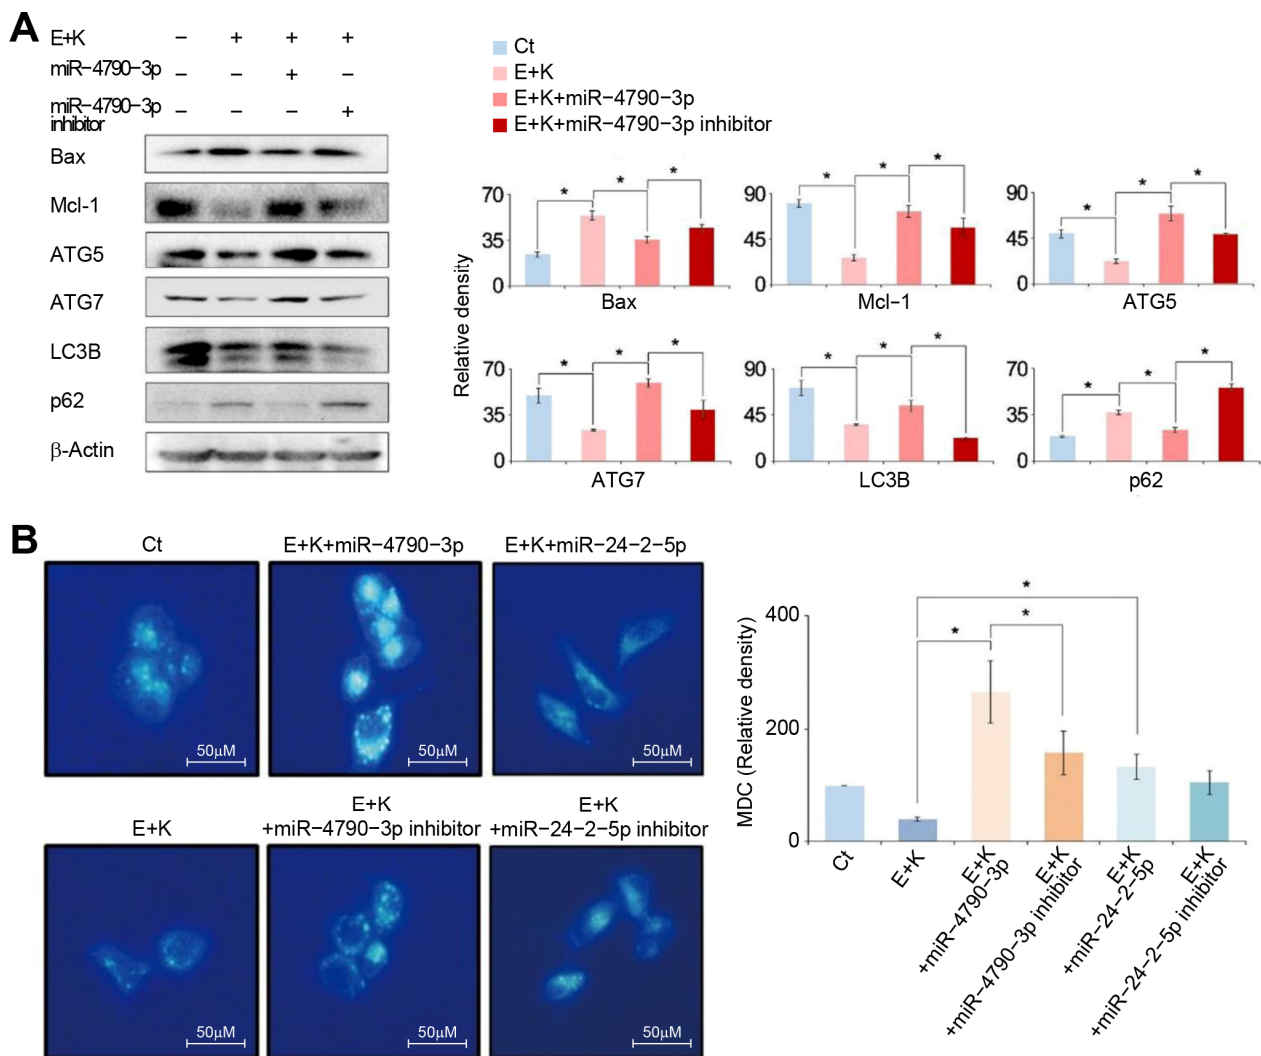 A
E+K − + + +
miR−4790−3p − − + −
miR−4790−3p
inhibitor − − − +
Bax
Mcl-1
ATG5
ATG7
LC3B
p62
β-Actin
Ct
E+K
E+K+miR−4790−3p
E+K+miR−4790−3p inhibitor
Relative density
70
35
0
* * *
Bax
90
45
0
* * *
Mcl−1
90
45
0
* * *
ATG5
70
35
0
* * *
ATG7
90
45
0
* * *
LC3B
70
35
0
* * *
p62
B
Ct
E+K+miR−4790−3p
E+K+miR−24−2−5p
50μM
50μM
50μM
E+K
E+K
+miR−4790−3p inhibitor
E+K
+miR−24−2−5p inhibitor
50μM
50μM
50μM
MDC (Relative density)
400
200
0
* * *
Ct
E+K
E+K
+miR−4790−3p
E+K
+miR−4790−3p inhibitor
E+K
+miR−24−2−5p
E+K
+miR−24−2−5p inhibitor